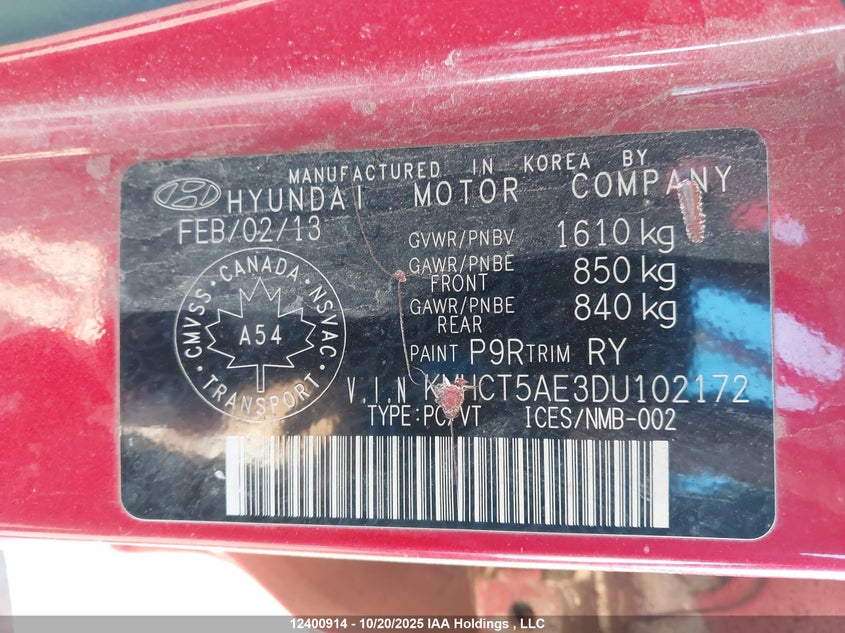 MANUFACTURED IN KOREA BY
HYUNDAI MOTOR COMPANY
FEB/02/13
GVWR/PNBV 1610 kg
GAWR/PNBE FRONT 850 kg
GAWR/PNBE REAR 840 kg
PAINT P9R TRIM RY
CMVSS · CANADA · NSVAC · TRANSPORT
A54
V.I.N KMHCT5AE3DU102172
TYPE: ICES/NMB-002
12400914 - 10/20/2025 IAA Holdings , LLC